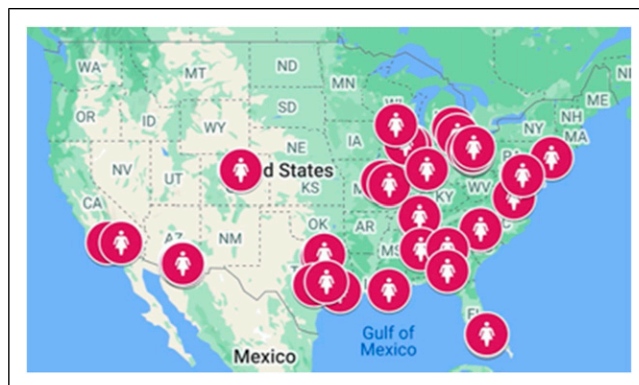 WA
MT
ND
MN
ME
OR
ID
SD
WI
NH
WY
IA
NY
MA
NE
NV
UT
d States
KS
KY
WV
CA
OK
AR
AZ
NM
MS
Gulf of
Mexico
Mexico